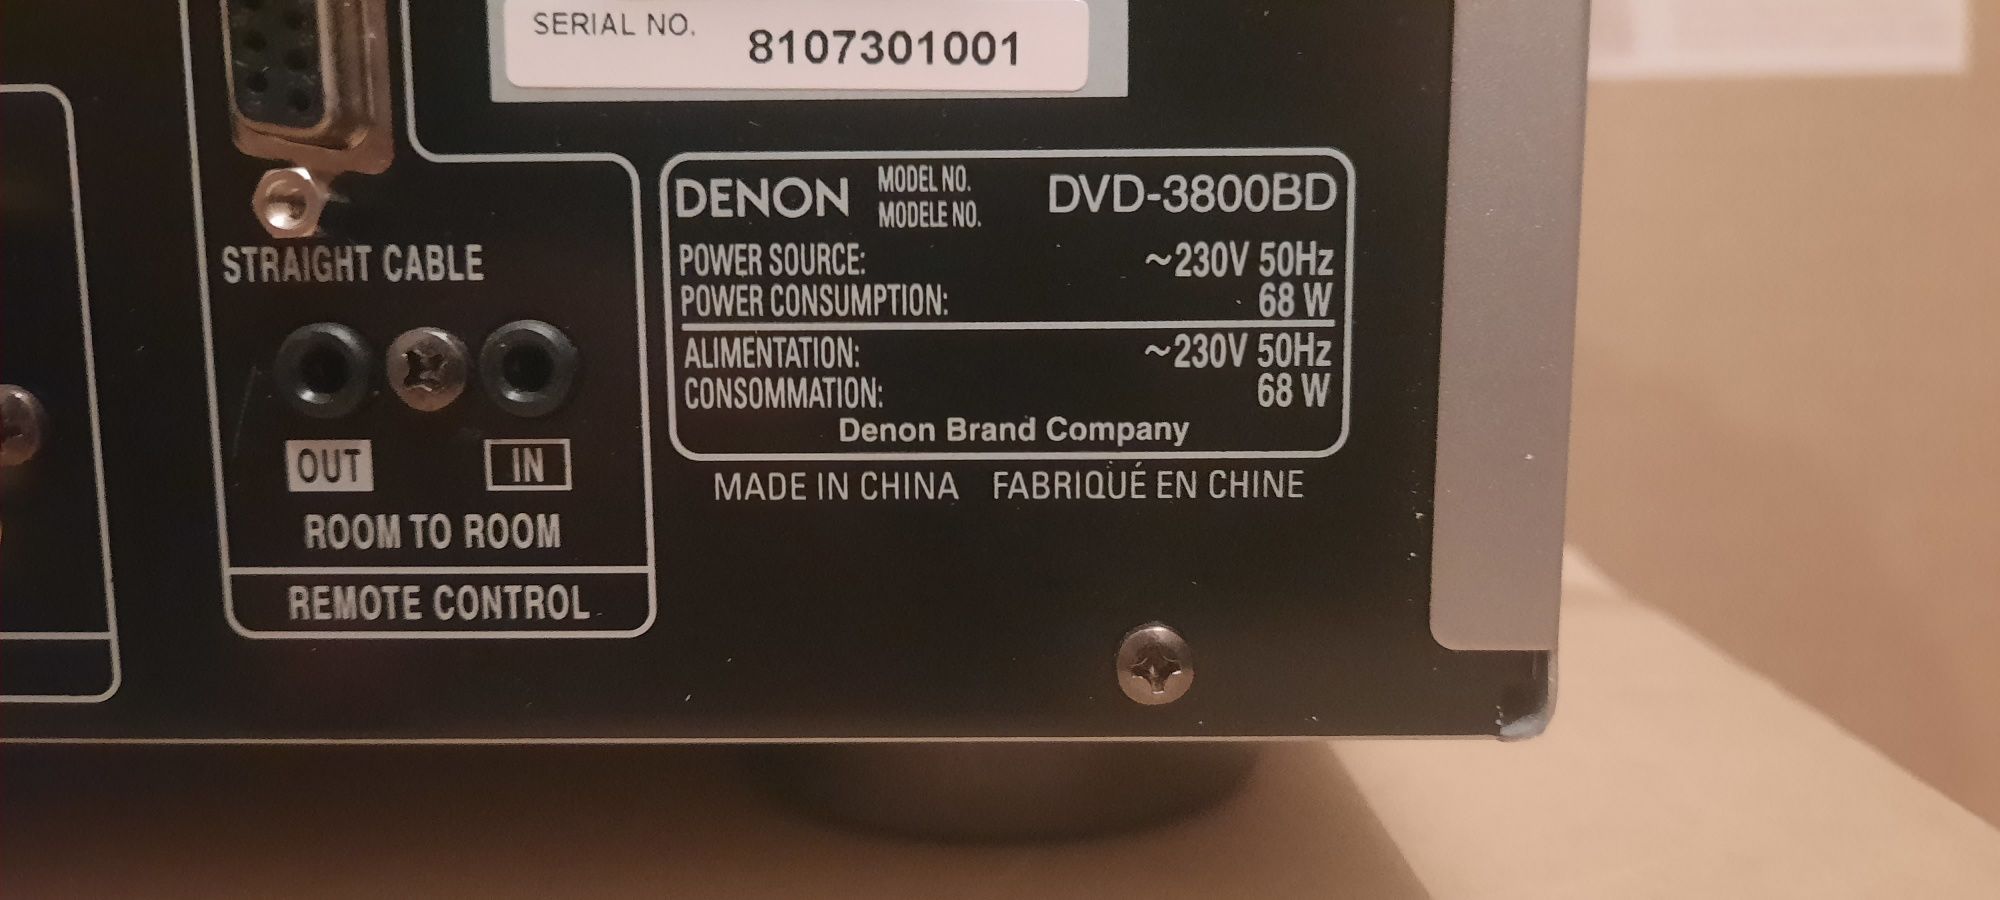 SERIAL NO. 8107301001
DENON MODEL NO. DVD-3800BD
MODELE NO.
POWER SOURCE: ~230V 50Hz
POWER CONSUMPTION: 68 W
ALIMENTATION: ~230V 50Hz
CONSOMMATION: 68 W
Denon Brand Company
MADE IN CHINA FABRIQUÉ EN CHINE
STRAIGHT CABLE
OUT IN
ROOM TO ROOM
REMOTE CONTROL